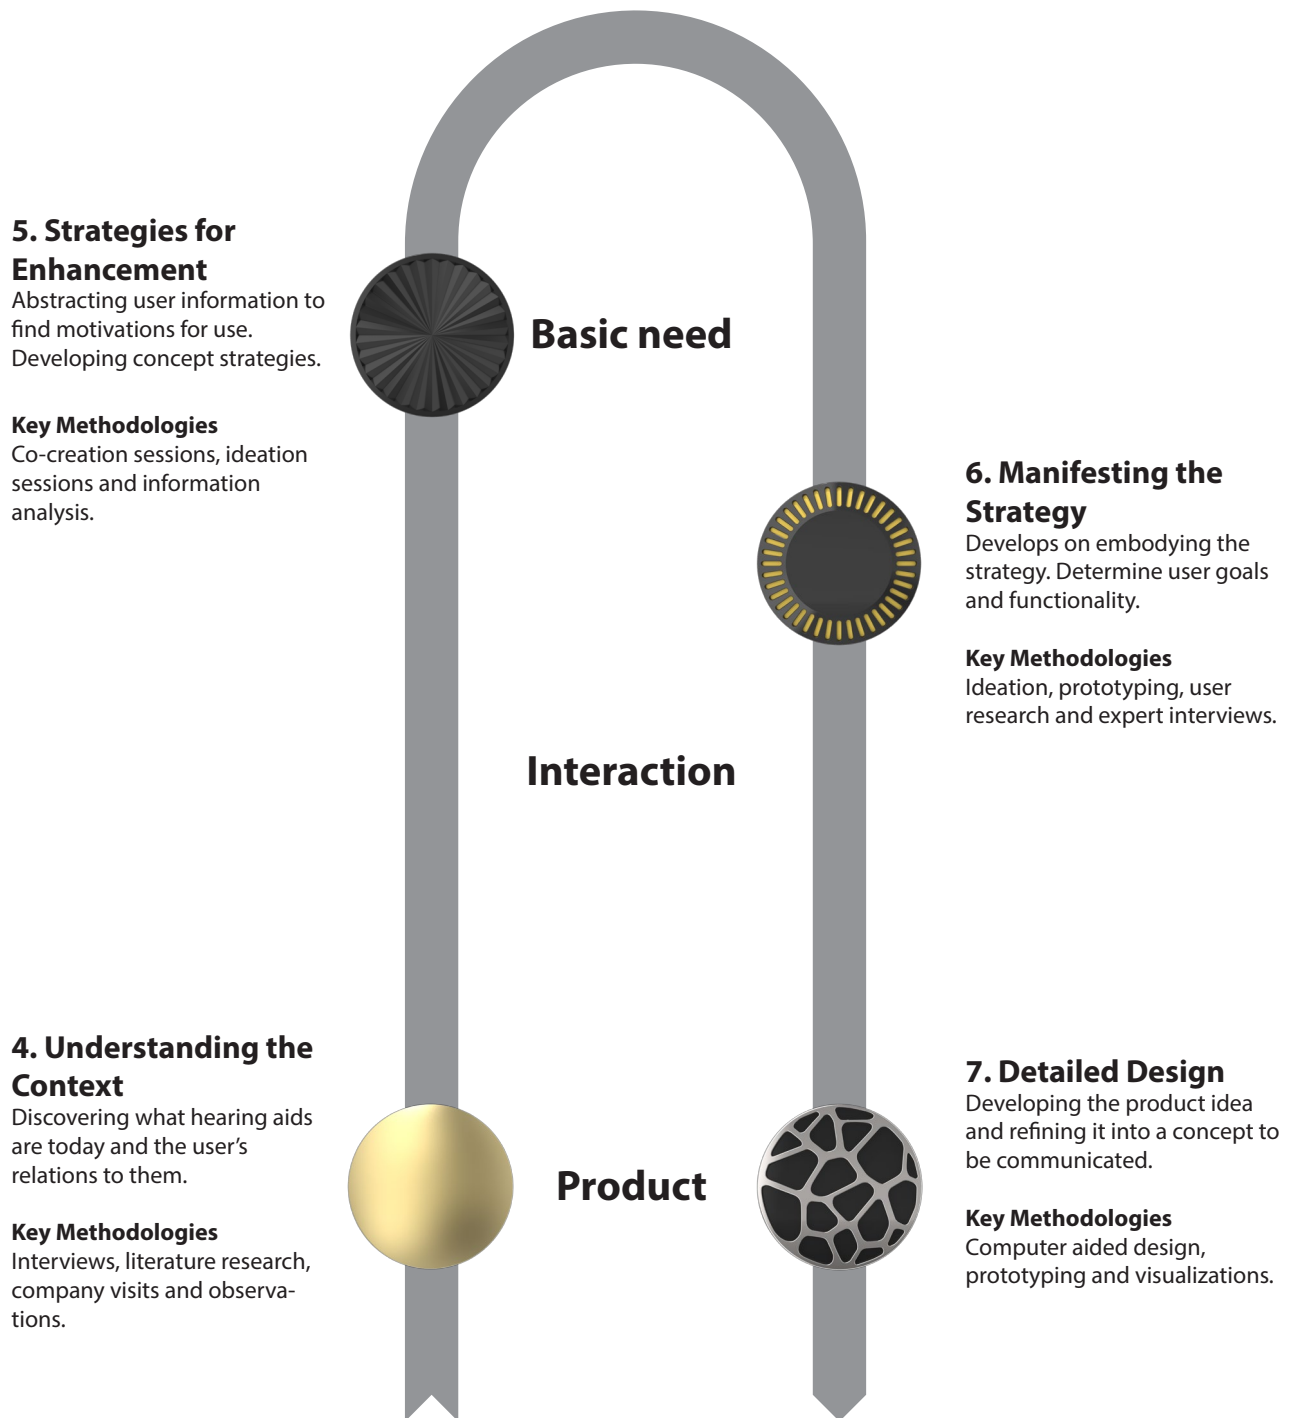 5. Strategies for
Enhancement
Abstracting user information to
find motivations for use.
Developing concept strategies.
Key Methodologies
Co-creation sessions, ideation
sessions and information
analysis.
Basic need
6. Manifesting the
Strategy
Develops on embodying the
strategy. Determine user goals
and functionality.
Key Methodologies
Ideation, prototyping, user
research and expert interviews.
Interaction
4. Understanding the
Context
Discovering what hearing aids
are today and the user’s
relations to them.
Key Methodologies
Interviews, literature research,
company visits and observa-
tions.
Product
7. Detailed Design
Developing the product idea
and refining it into a concept to
be communicated.
Key Methodologies
Computer aided design,
prototyping and visualizations.